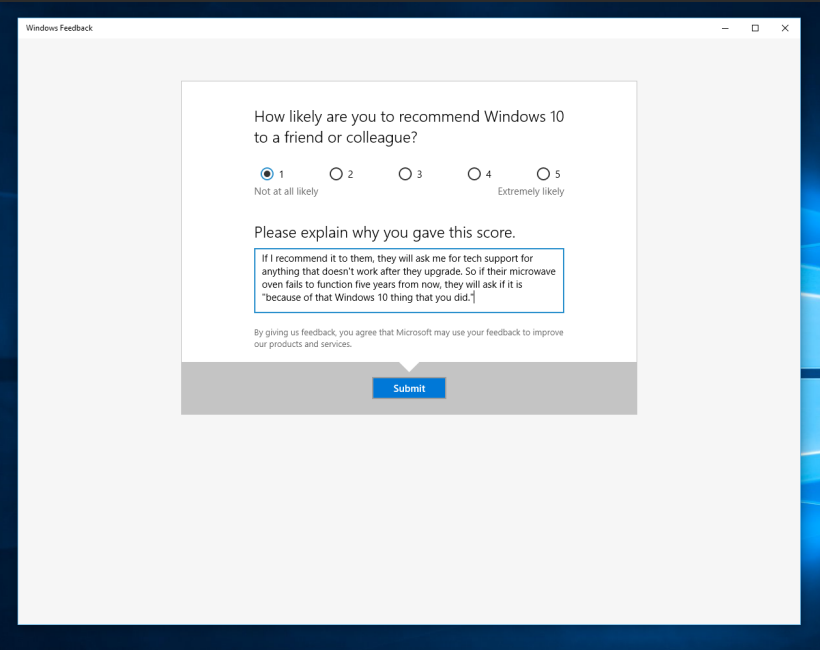 Windows Feedback
How likely are you to recommend Windows 10
to a friend or colleague?
1 2 3 4 5
Not at all likely Extremely likely
Please explain why you gave this score.
If I recommend it to them, they will ask me for tech support for
anything that doesn't work after they upgrade. So if their microwave
oven fails to function five years from now, they will ask if it is
"because of that Windows 10 thing that you did."
By giving us feedback, you agree that Microsoft may use your feedback to improve
our products and services.
Submit